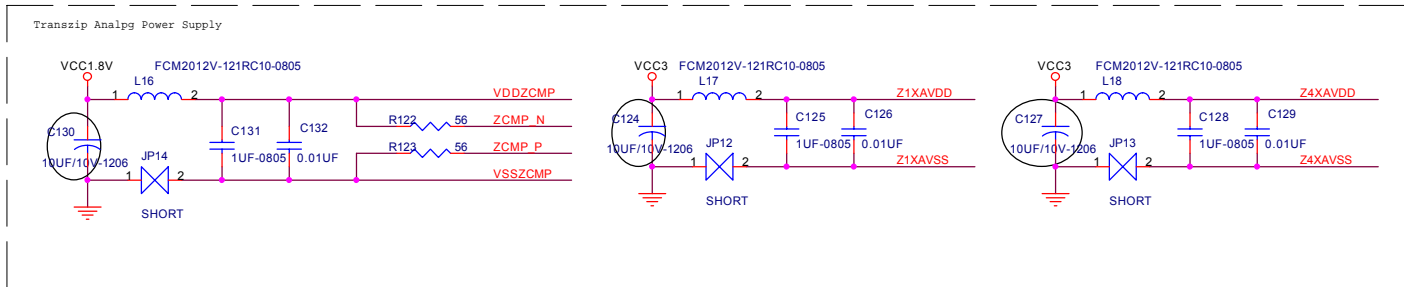 Transzip Analpg Power Supply
VCC1.8V
FCM2012V-121RC10-0805
L16
1
2
VDDZCMP
C130
10UF/10V-1206
C131
1UF-0805
C132
0.01UF
R122
56
ZCMP_N
R123
56
ZCMP_P
JP14
1
2
SHORT
VSSZCMP
VCC3
FCM2012V-121RC10-0805
L17
1
2
Z1XAVDD
C124
10UF/10V-1206
C125
1UF-0805
C126
0.01UF
JP12
1
2
SHORT
Z1XAVSS
VCC3
FCM2012V-121RC10-0805
L18
1
2
Z4XAVDD
C127
10UF/10V-1206
C128
1UF-0805
C129
0.01UF
JP13
1
2
SHORT
Z4XAVSS